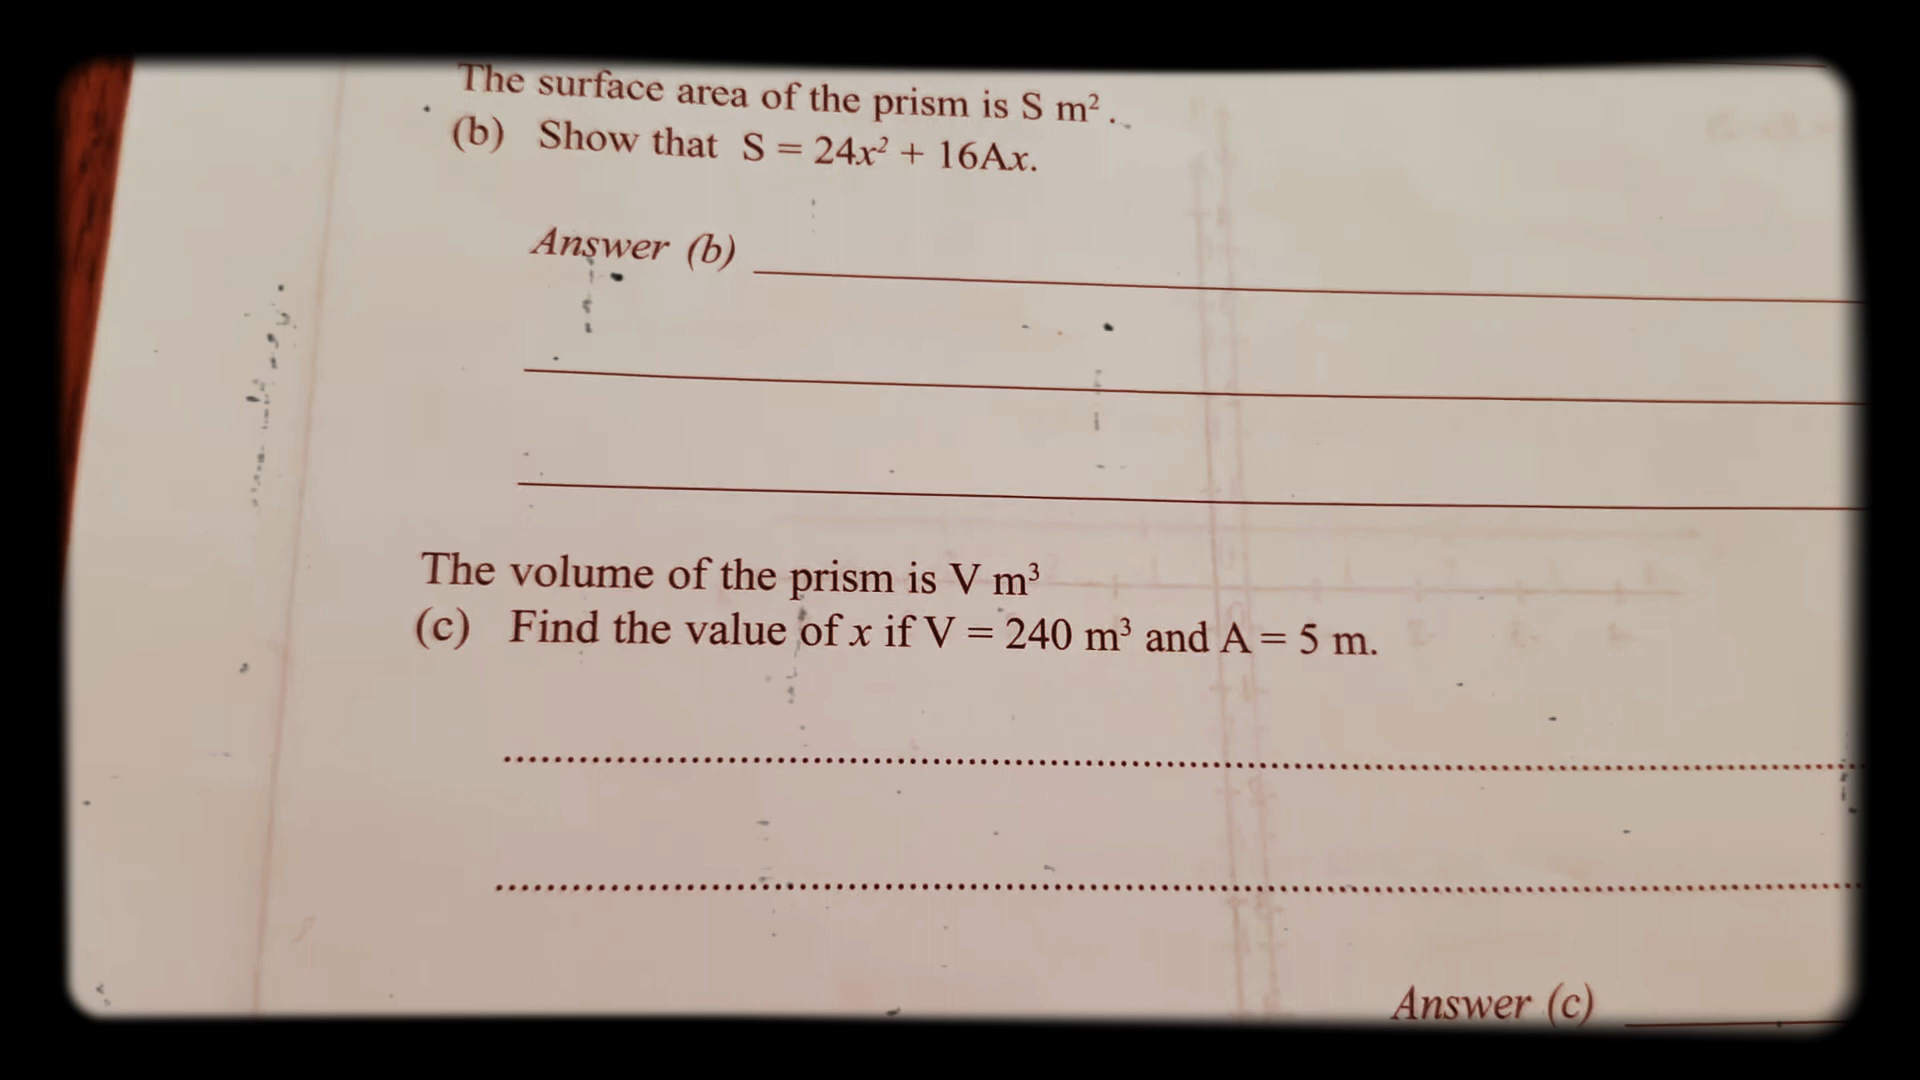 The surface area of the prism is S m².
(b) Show that S = 24x² + 16Ax.
Answer (b)
The volume of the prism is V m³
(c) Find the value of x if V = 240 m³ and A = 5 m.
Answer (c)